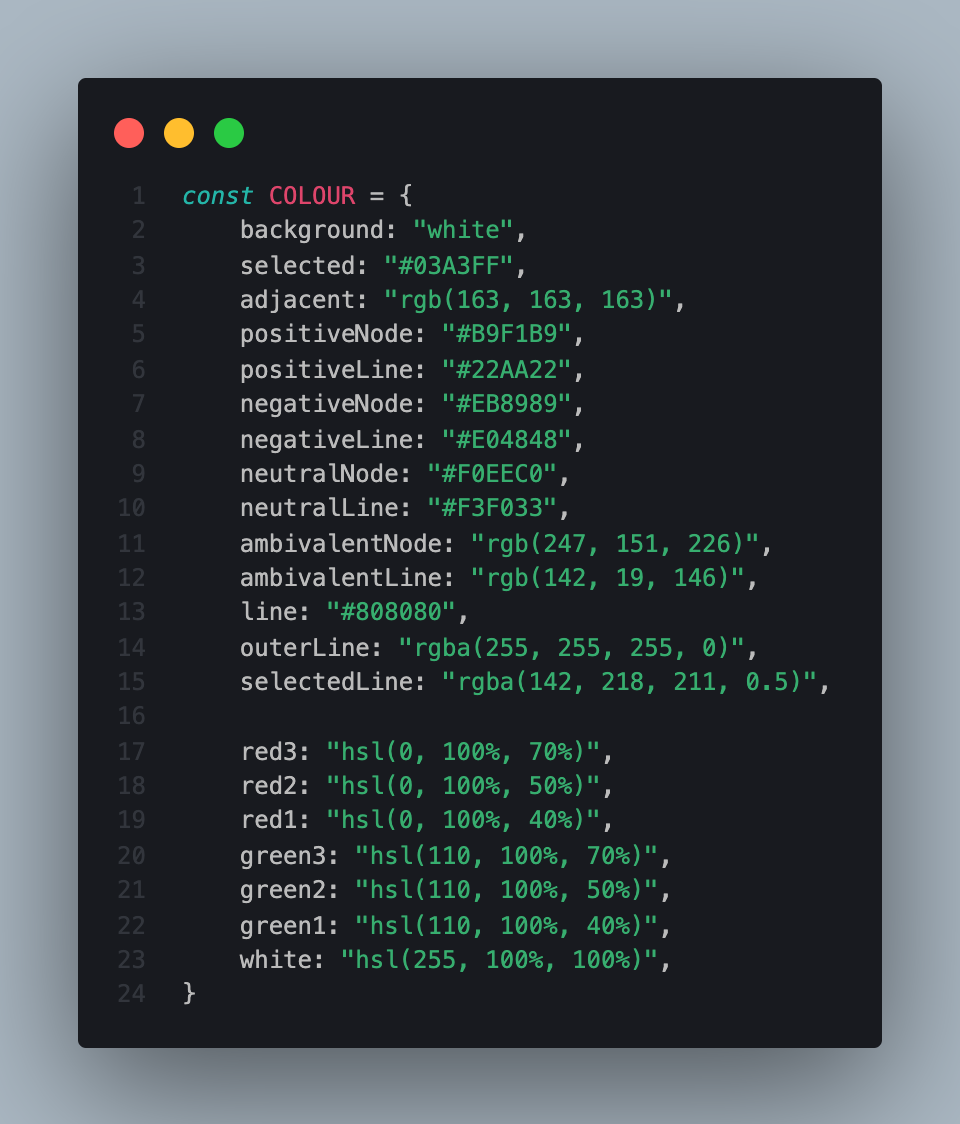 1 const COLOUR = {
2 background: "white",
3 selected: "#03A3FF",
4 adjacent: "rgb(163, 163, 163)",
5 positiveNode: "#B9F1B9",
6 positiveLine: "#22AA22",
7 negativeNode: "#EB8989",
8 negativeLine: "#E04848",
9 neutralNode: "#F0EEC0",
10 neutralLine: "#F3F033",
11 ambivalentNode: "rgb(247, 151, 226)",
12 ambivalentLine: "rgb(142, 19, 146)",
13 line: "#808080",
14 outerLine: "rgba(255, 255, 255, 0)",
15 selectedLine: "rgba(142, 218, 211, 0.5)",
16
17 red3: "hsl(0, 100%, 70%)",
18 red2: "hsl(0, 100%, 50%)",
19 red1: "hsl(0, 100%, 40%)",
20 green3: "hsl(110, 100%, 70%)",
21 green2: "hsl(110, 100%, 50%)",
22 green1: "hsl(110, 100%, 40%)",
23 white: "hsl(255, 100%, 100%)",
24 }